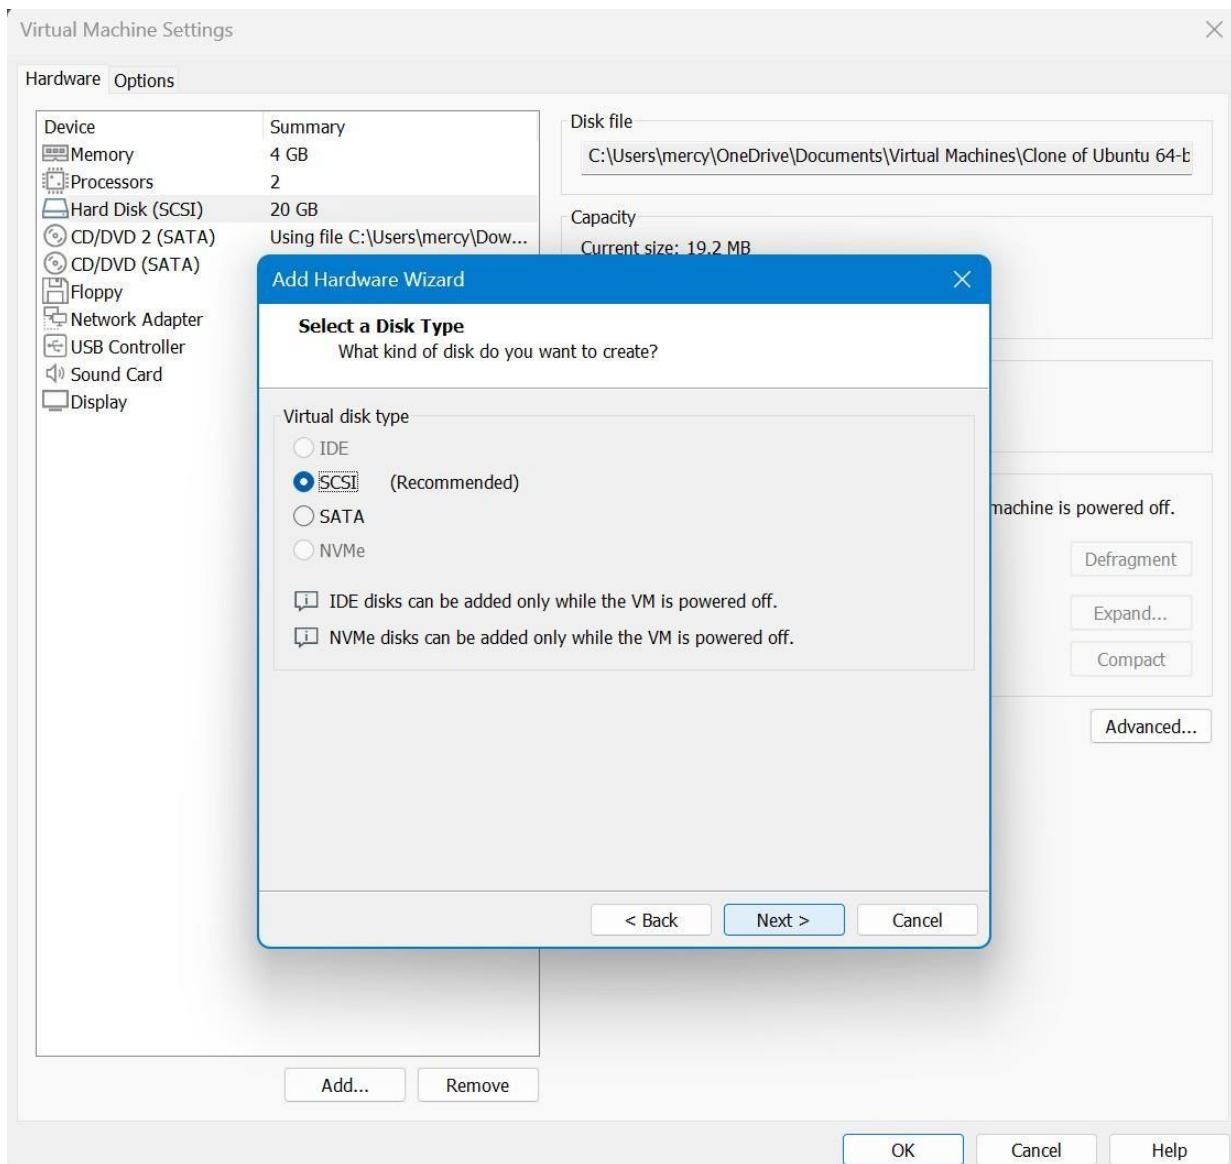 Virtual Machine Settings
Hardware Options
Device Summary
Memory 4 GB
Processors 2
Hard Disk (SCSI) 20 GB
CD/DVD 2 (SATA) Using file C:\Users\mercy\Dow...
CD/DVD (SATA)
Floppy
Network Adapter
USB Controller
Sound Card
Display
Add... Remove
Disk file
C:\Users\mercy\OneDrive\Documents\Virtual Machines\Clone of Ubuntu 64-b
Capacity
Current size: 19.2 MB
machine is powered off.
Defragment
Expand...
Compact
Advanced...
Add Hardware Wizard
Select a Disk Type
What kind of disk do you want to create?
Virtual disk type
IDE
SCSI (Recommended)
SATA
NVMe
IDE disks can be added only while the VM is powered off.
NVMe disks can be added only while the VM is powered off.
< Back Next > Cancel
OK Cancel Help